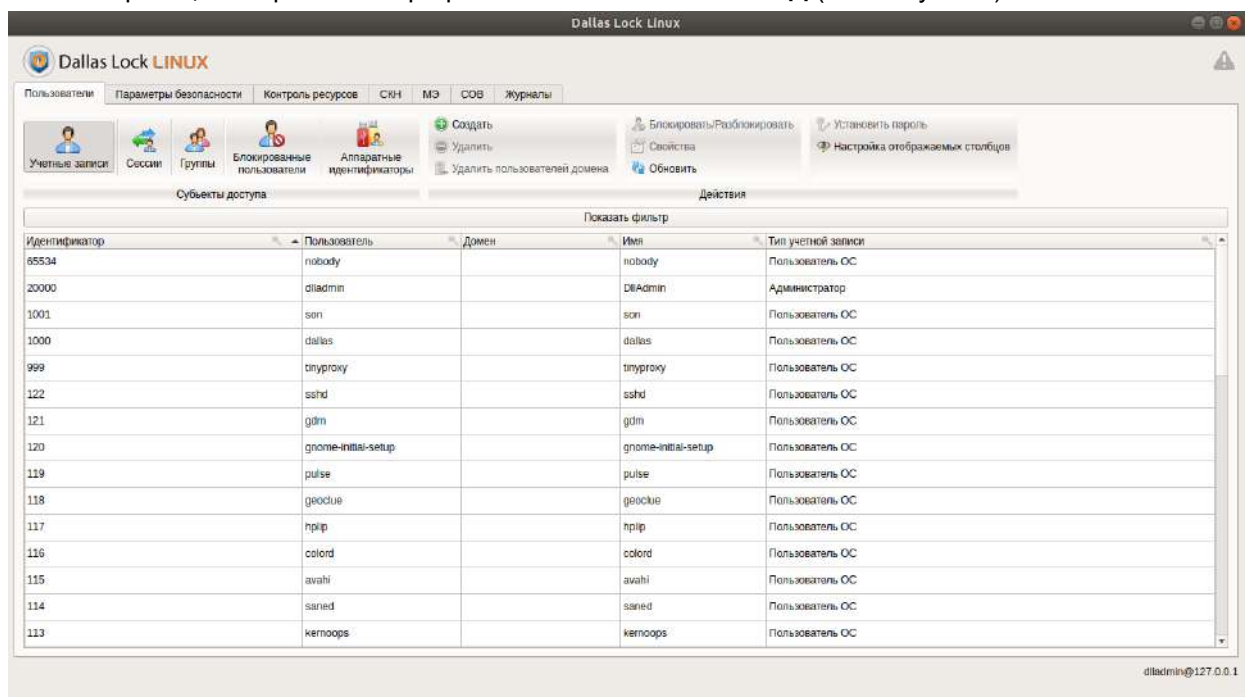 Dallas Lock Linux
Dallas Lock LINUX
Пользователи Параметры безопасности Контроль ресурсов СКН МЭ СОВ Журналы
Учетные записи Сессии Группы Блокированные пользователи Аппаратные идентификаторы
Субъекты доступа
Создать
Удалить
Удалить пользователей домена
Блокировать/Разблокировать
Свойства
Обновить
Установить пароль
Настройка отображаемых столбцов
Действия
Показать фильтр
Идентификатор Пользователь Домен Имя Тип учетной записи
65534 nobody nobody Пользователь ОС
20000 dlladmin DllAdmin Администратор
1001 son son Пользователь ОС
1000 dallas dallas Пользователь ОС
999 tinyproxy tinyproxy Пользователь ОС
122 sshd sshd Пользователь ОС
121 gdm gdm Пользователь ОС
120 gnome-initial-setup gnome-initial-setup Пользователь ОС
119 pulse pulse Пользователь ОС
118 geoclue geoclue Пользователь ОС
117 hplip hplip Пользователь ОС
116 colord colord Пользователь ОС
115 avahi avahi Пользователь ОС
114 saned saned Пользователь ОС
113 kernoops kernoops Пользователь ОС
dlladmin@127.0.0.1